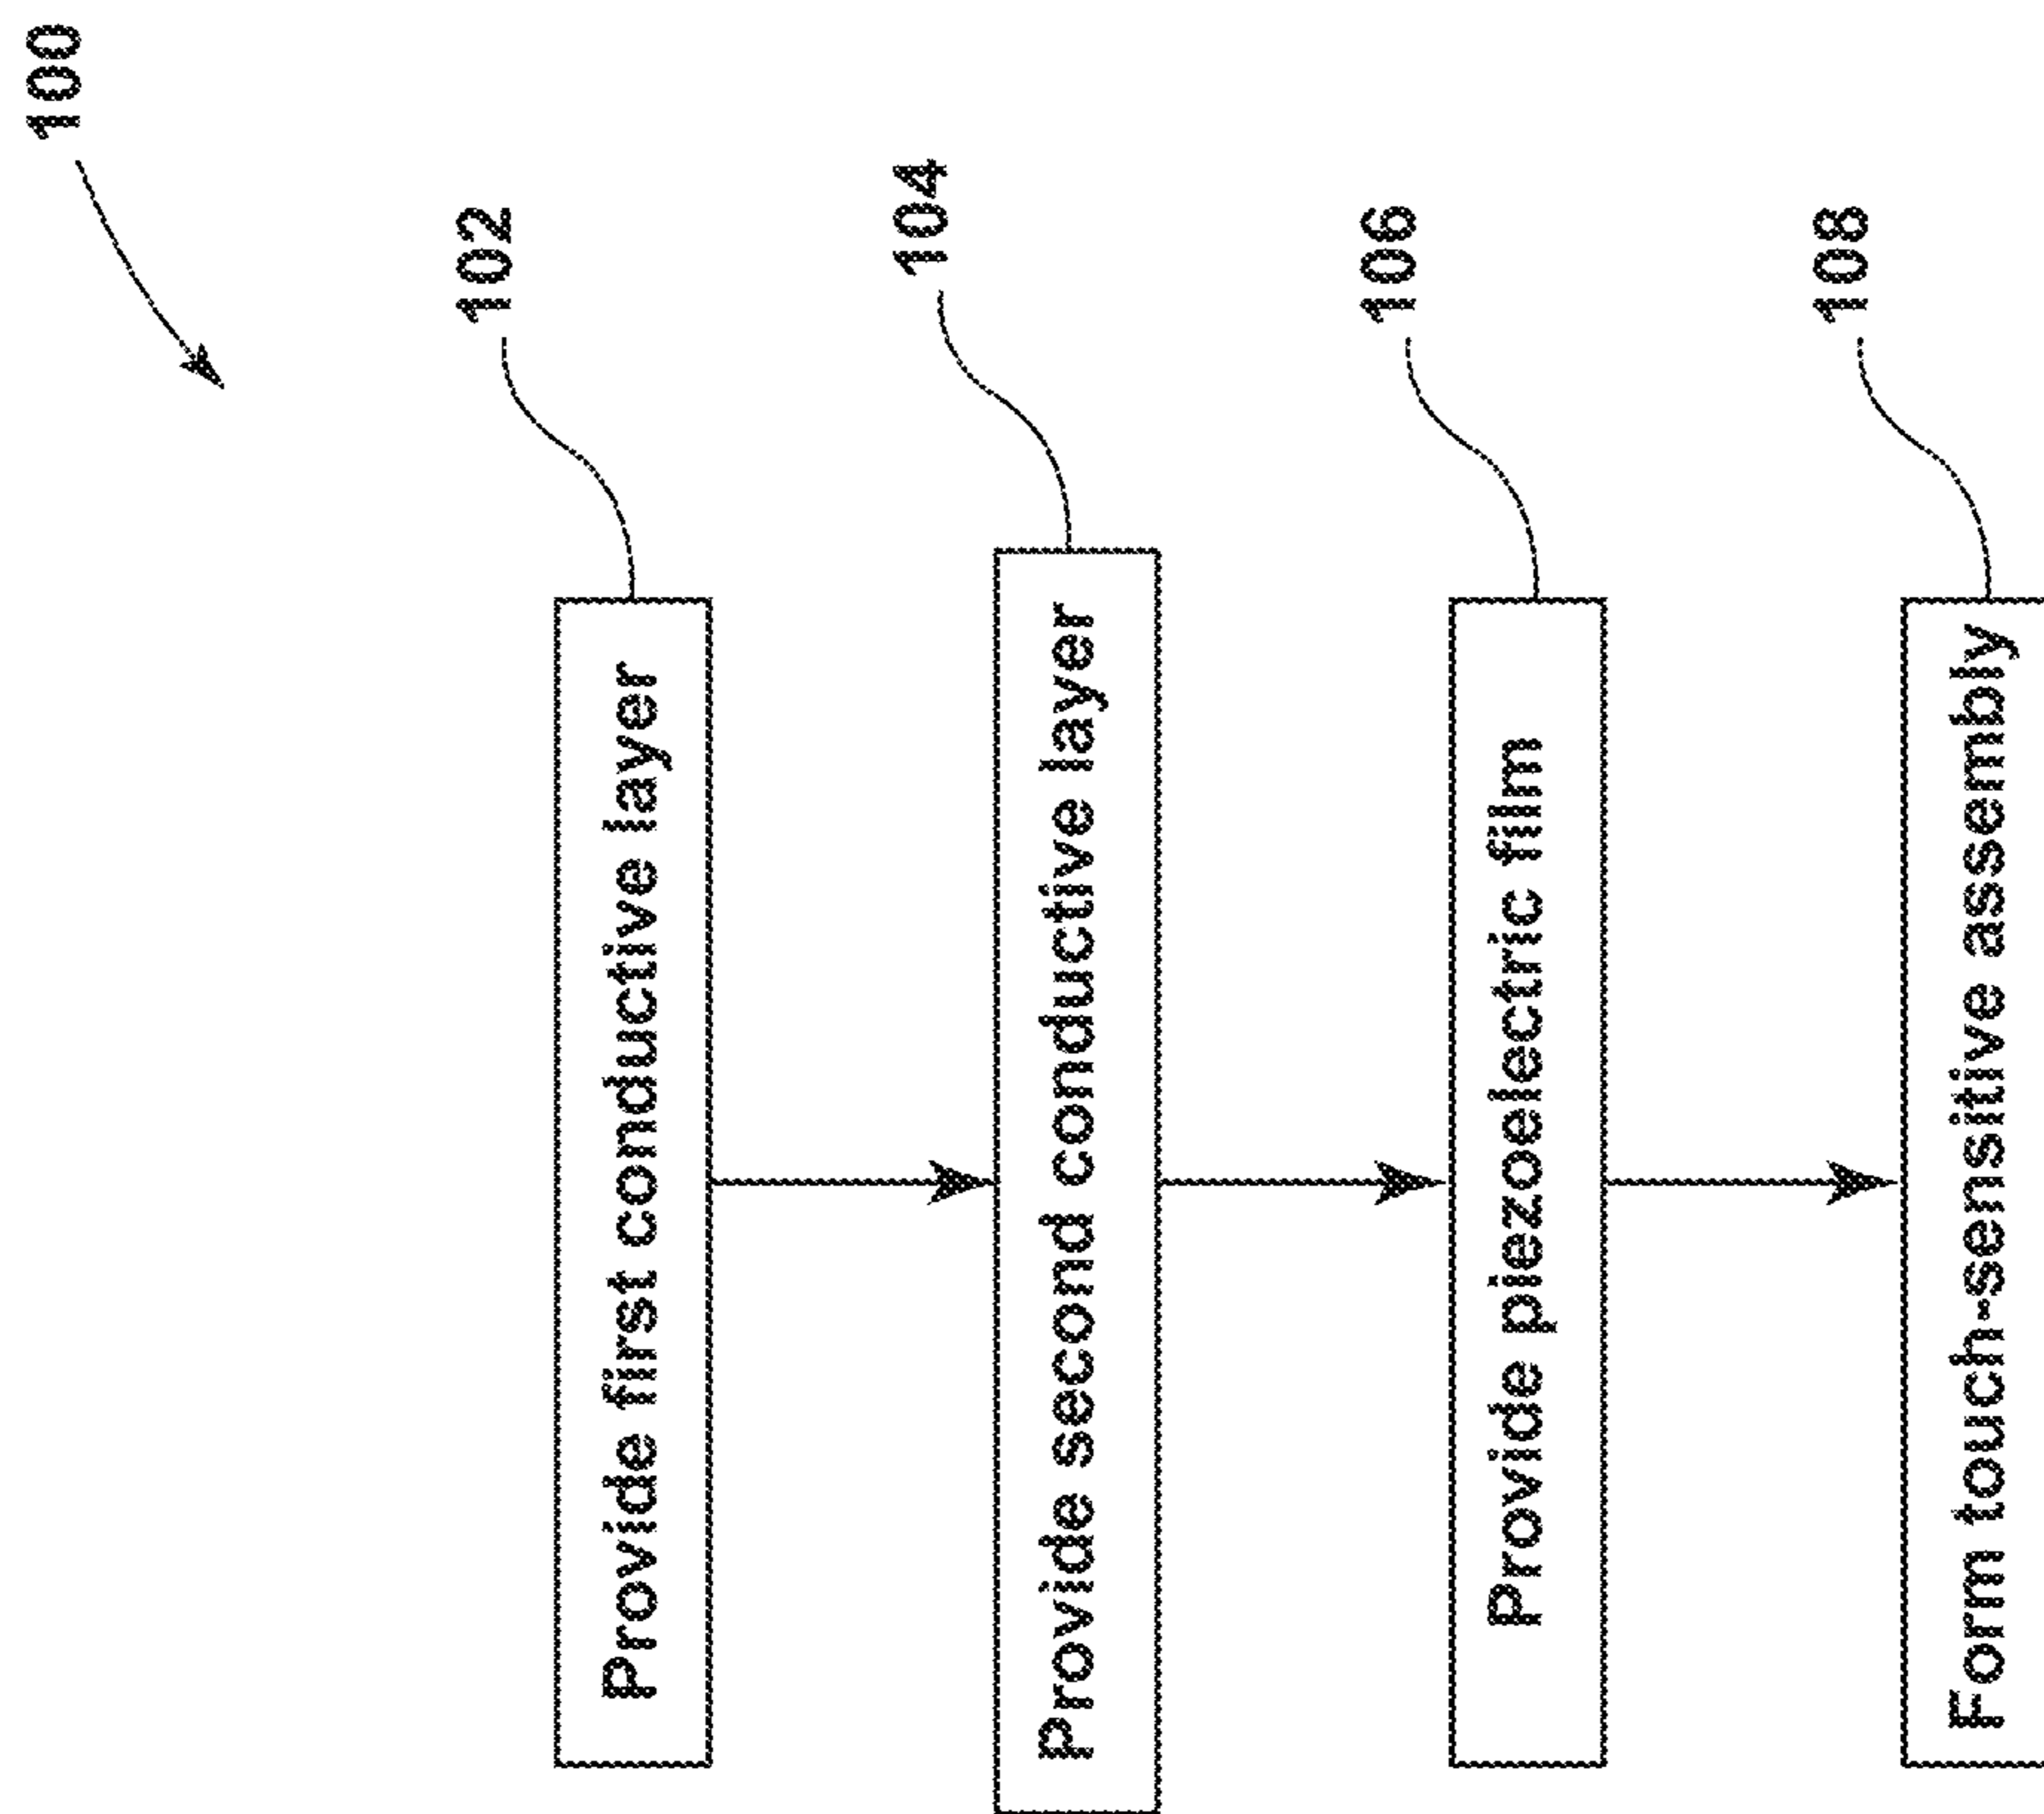 100
102
Provide first conductive layer
104
Provide second conductive layer
106
Provide piezoelectric film
108
Form touch-sensitive assembly